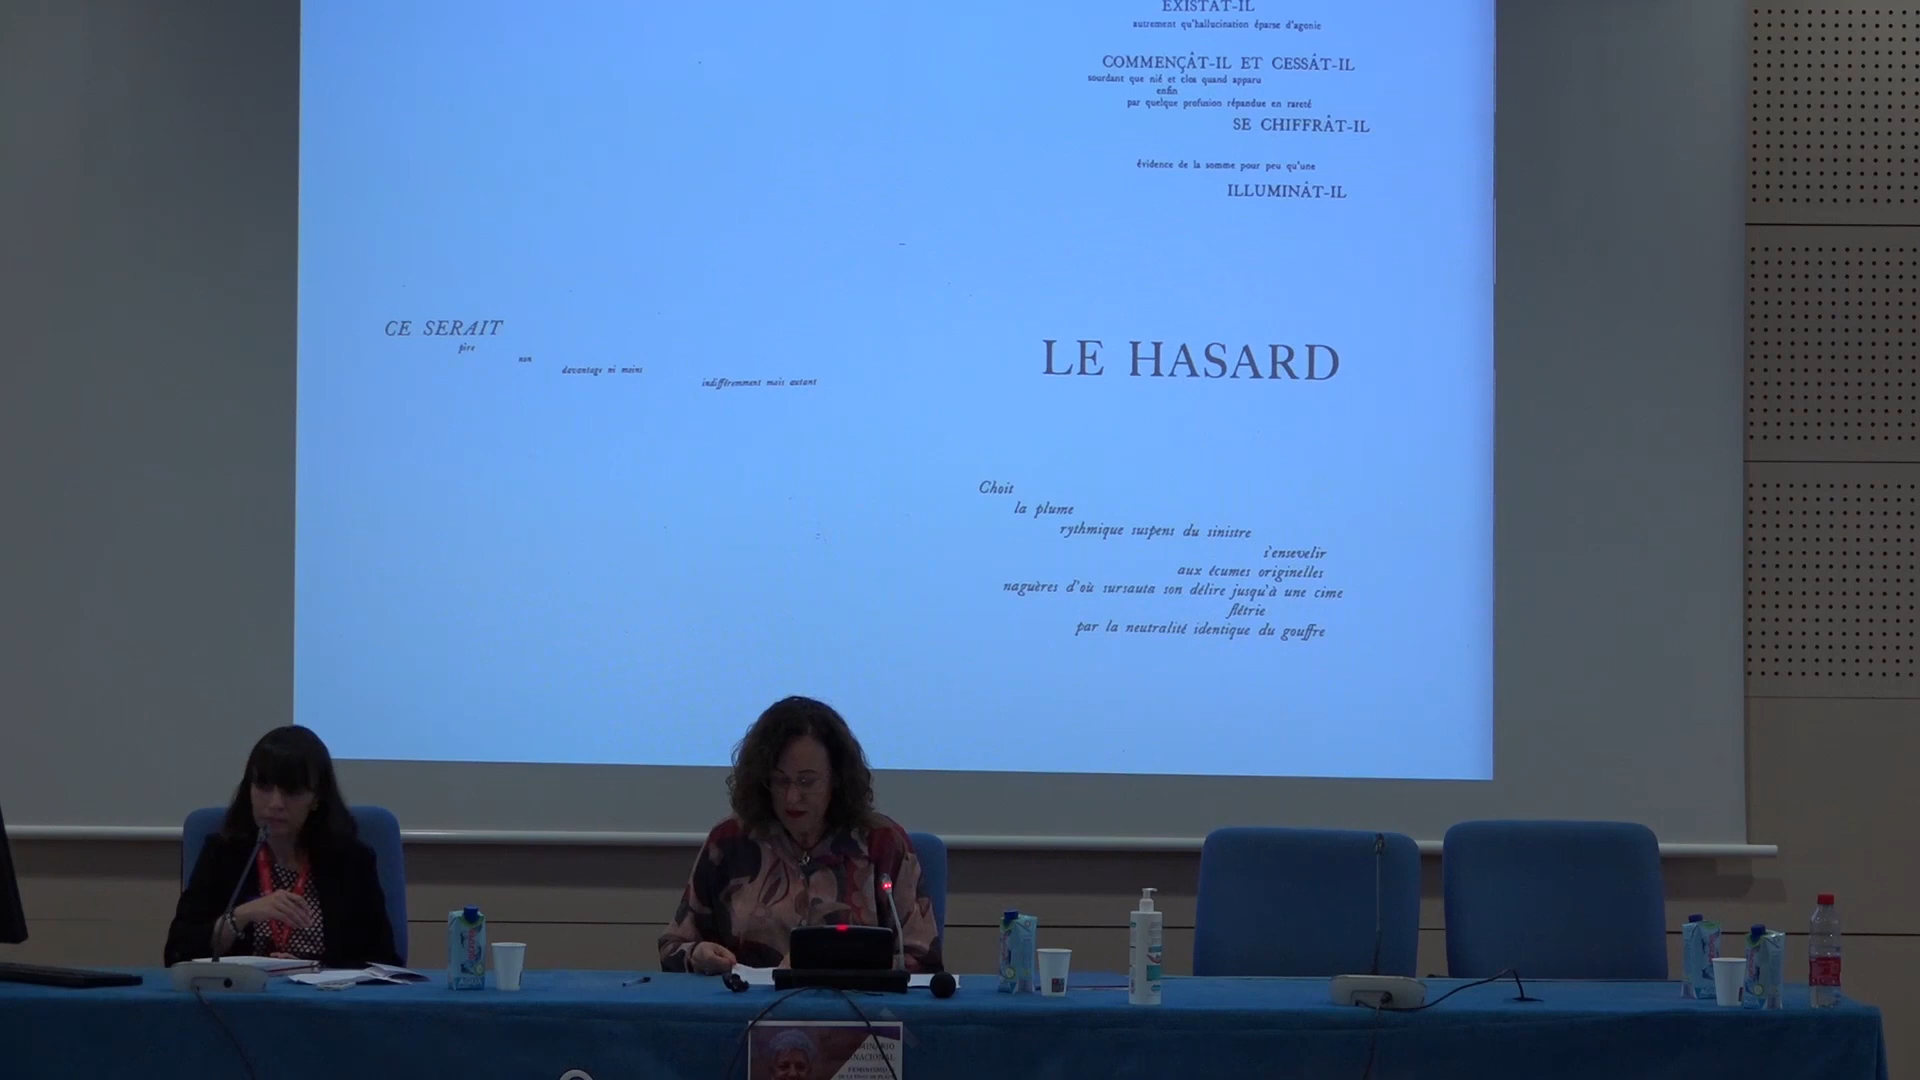 EXISTÂT-IL
autrement qu'hallucination éparse d'agonie
COMMENÇÂT-IL ET CESSÂT-IL
sourdant que nié et clos quand apparu
enfin
par quelque profusion répandue en rareté
SE CHIFFRÂT-IL
évidence de la somme pour peu qu'une
ILLUMINÂT-IL
CE SERAIT
pire
non
davantage ni moins
indifféremment mais autant
LE HASARD
Choit
la plume
rythmique suspens du sinistre
s'ensevelir
aux écumes originelles
naguères d'où sursauta son délire jusqu'à une cime
flétrie
par la neutralité identique du gouffre